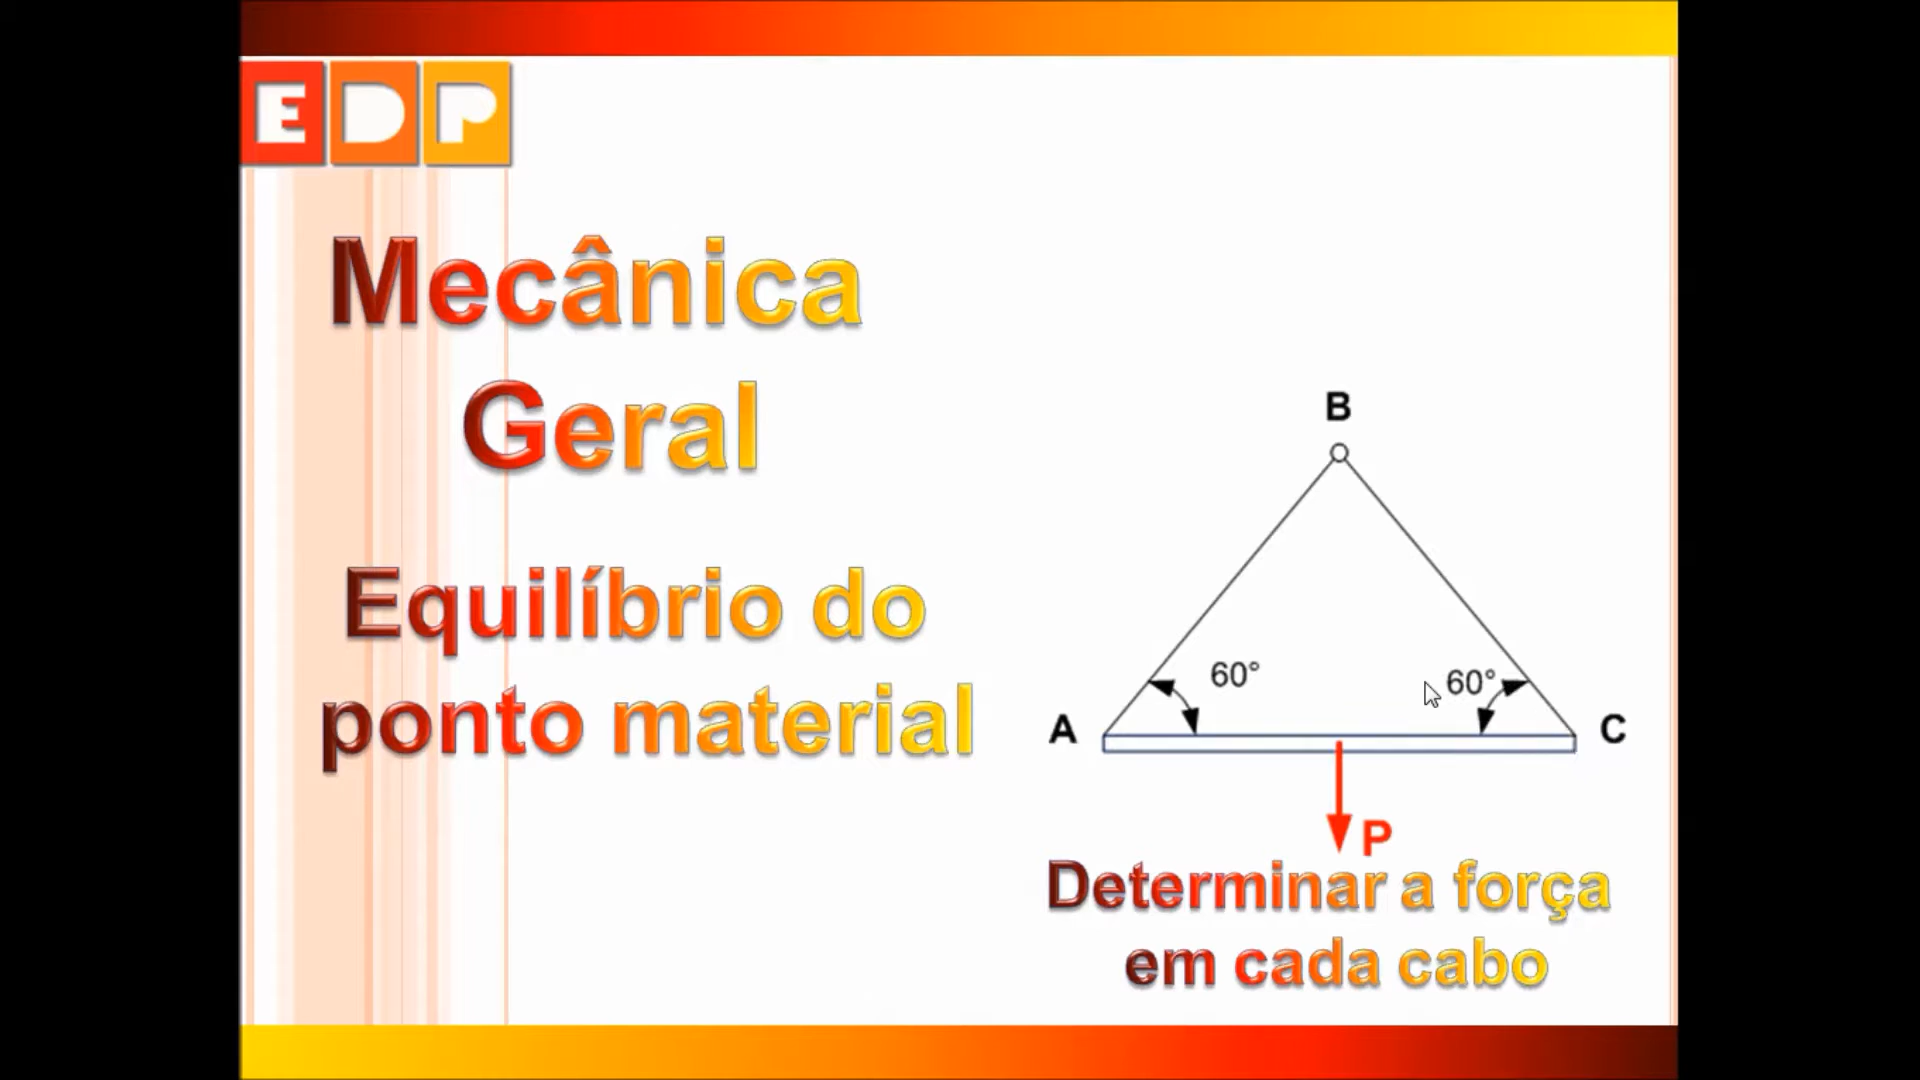 EDP
Mecânica
Geral
Equilíbrio do
ponto material
B
60°
60°
A
C
P
Determinar a força
em cada cabo